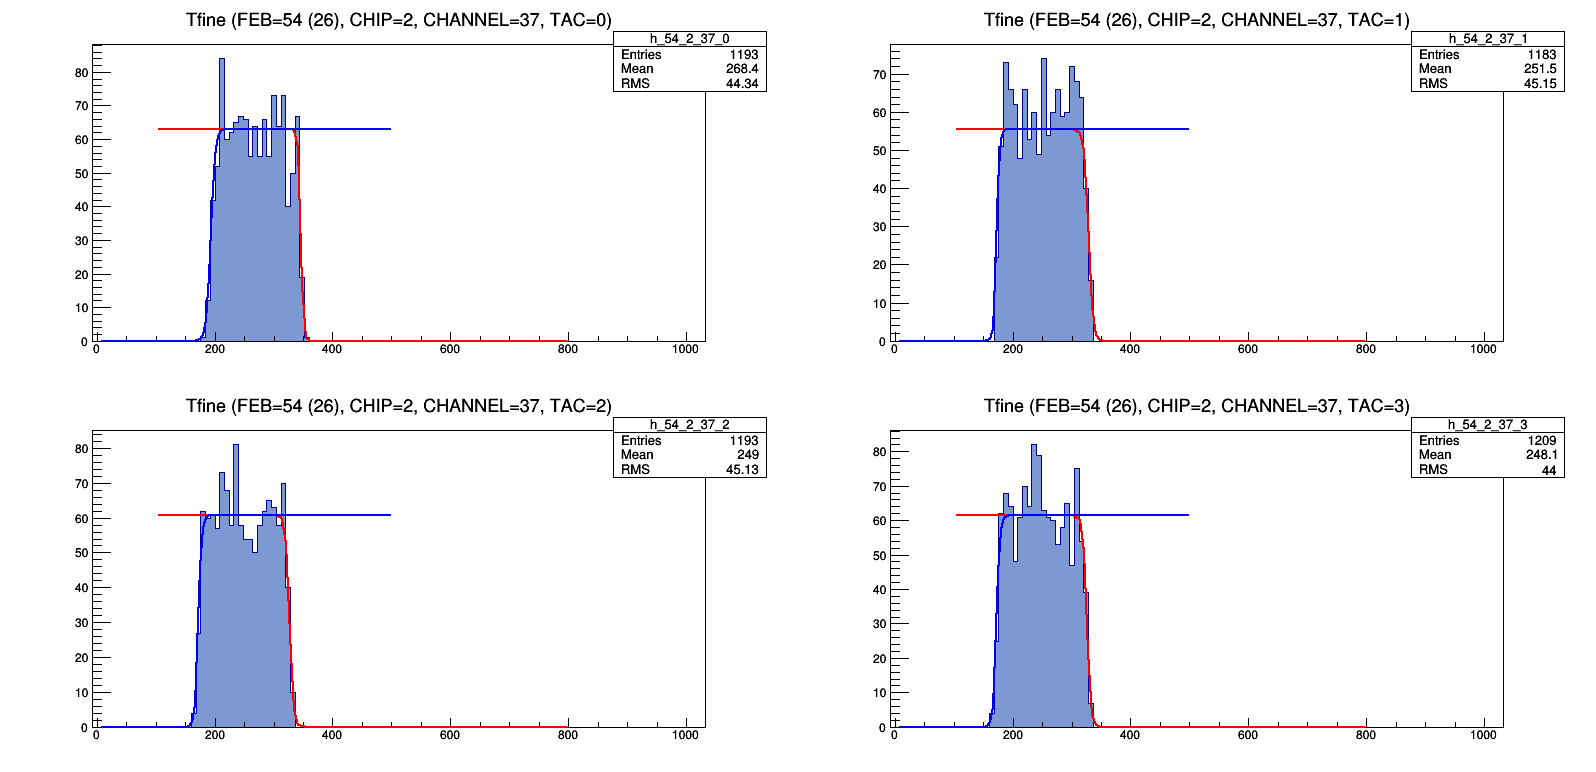 Tfine (FEB=54 (26), CHIP=2, CHANNEL=37, TAC=0)
h_54_2_37_0
Entries 1193
Mean 268.4
RMS 44.34
80
70
60
50
40
30
20
10
0
0 200 400 600 800 1000
Tfine (FEB=54 (26), CHIP=2, CHANNEL=37, TAC=1)
h_54_2_37_1
Entries 1183
Mean 251.5
RMS 45.15
70
60
50
40
30
20
10
0
0 200 400 600 800 1000
Tfine (FEB=54 (26), CHIP=2, CHANNEL=37, TAC=2)
h_54_2_37_2
Entries 1193
Mean 249
RMS 45.13
80
70
60
50
40
30
20
10
0
0 200 400 600 800 1000
Tfine (FEB=54 (26), CHIP=2, CHANNEL=37, TAC=3)
h_54_2_37_3
Entries 1209
Mean 248.1
RMS 44
80
70
60
50
40
30
20
10
0
0 200 400 600 800 1000